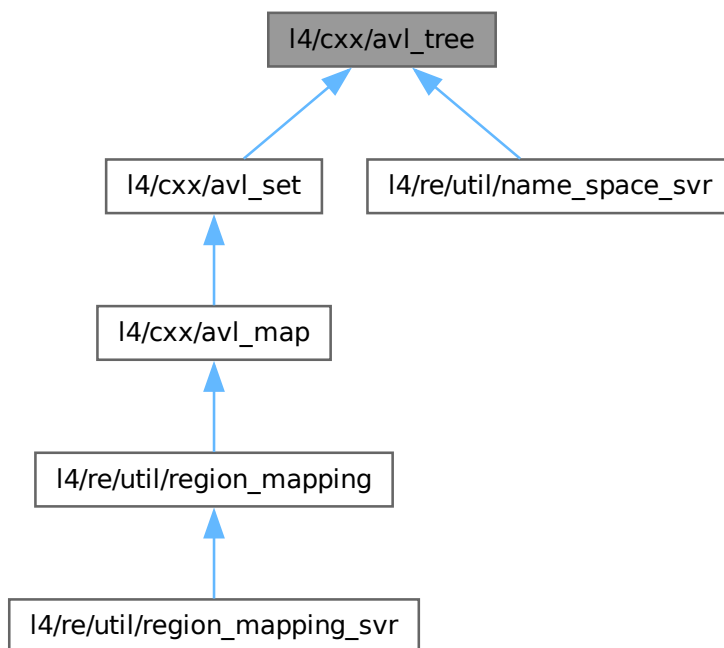 l4/cxx/avl_tree
l4/cxx/avl_set
l4/re/util/name_space_svr
l4/cxx/avl_map
l4/re/util/region_mapping
l4/re/util/region_mapping_svr